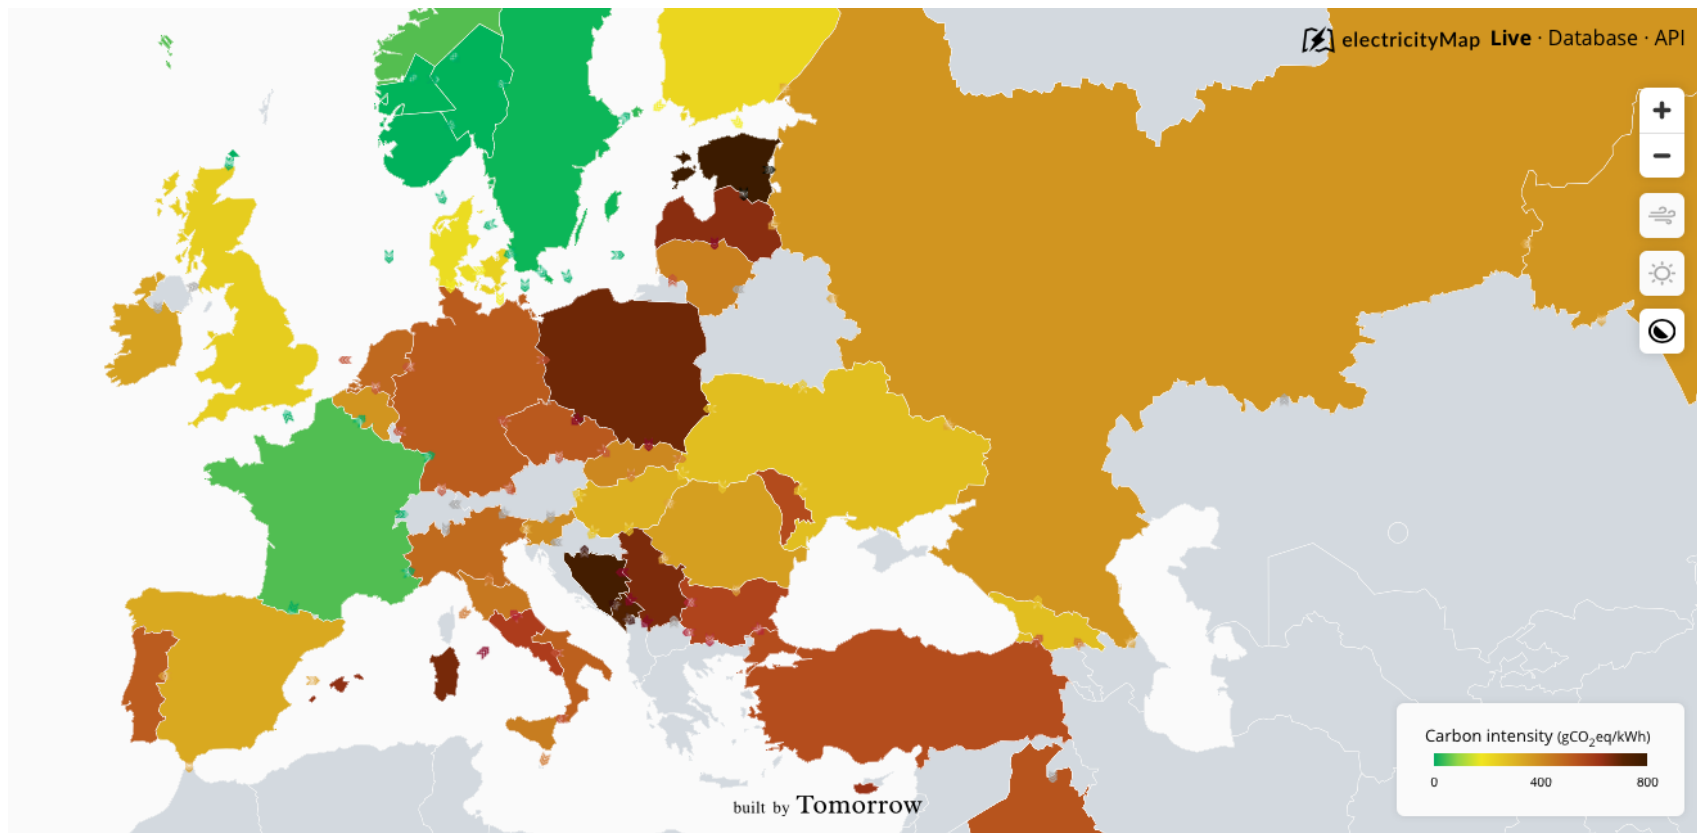 electricityMap Live · Database · API
+
−
Carbon intensity (gCO₂eq/kWh)
0 400 800
built by Tomorrow